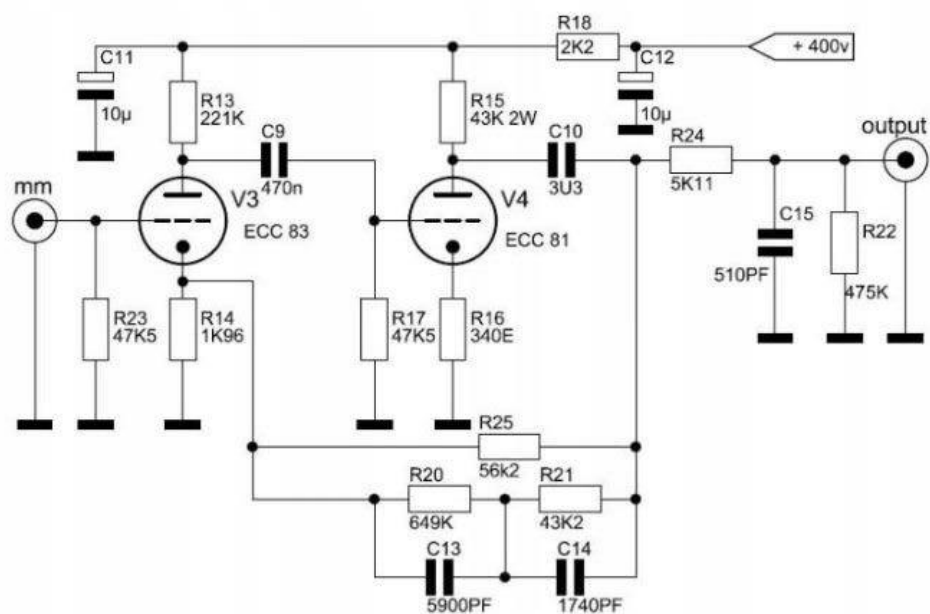 R18
2K2
+ 400v
C11
10μ
C12
10μ
R13
221K
R15
43K 2W
C9
470n
C10
3U3
R24
5K11
output
mm
V3
ECC 83
V4
ECC 81
C15
510PF
R22
475K
R23
47K5
R14
1K96
R17
47K5
R16
340E
R25
56k2
R20
649K
R21
43K2
C13
5900PF
C14
1740PF